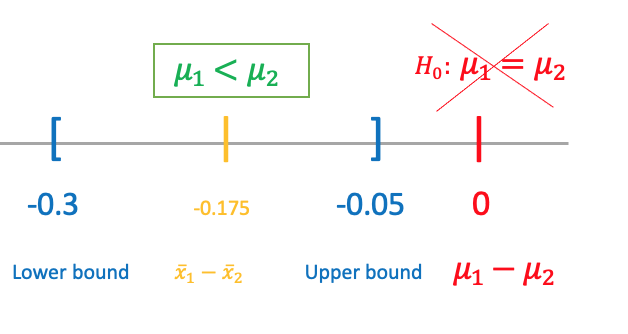 μ₁ < μ₂
H₀: μ₁ = μ₂
[ ]
-0.3 -0.175 -0.05 0
Lower bound x̄₁ − x̄₂ Upper bound μ₁ − μ₂